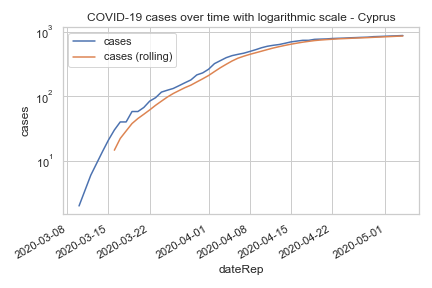 COVID-19 cases over time with logarithmic scale - Cyprus
cases
cases (rolling)
10³
10²
10¹
cases
2020-03-08
2020-03-15
2020-03-22
2020-04-01
2020-04-08
2020-04-15
2020-04-22
2020-05-01
dateRep